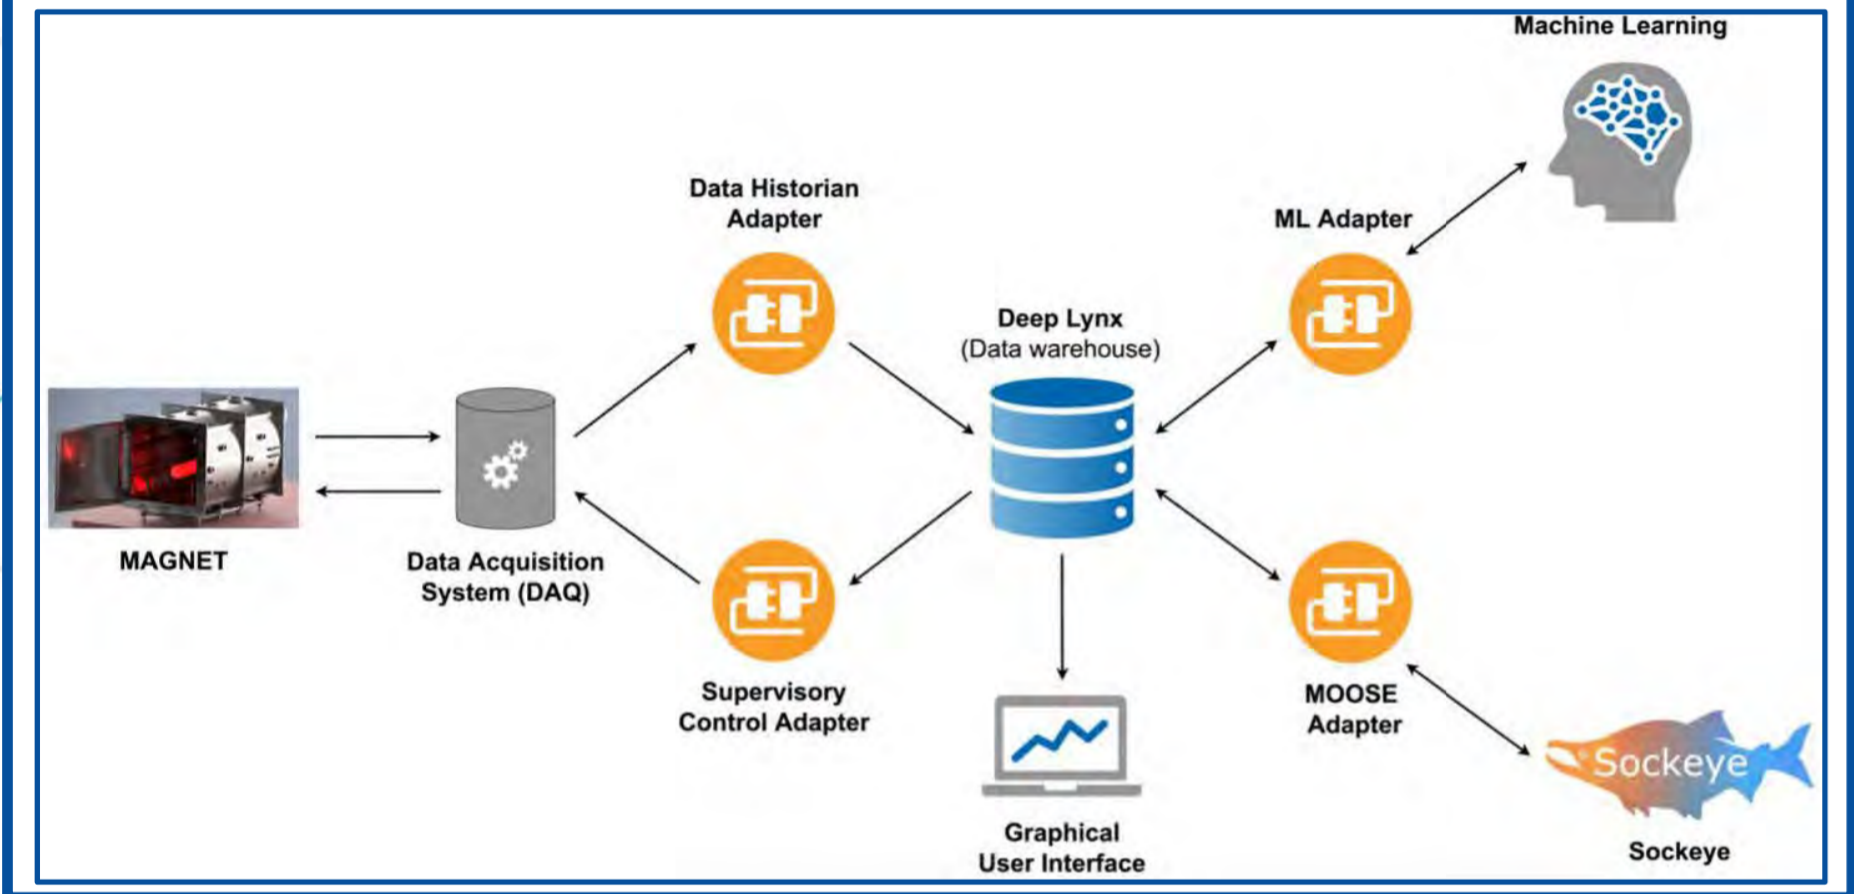 Machine Learning
Data Historian
Adapter
ML Adapter
Deep Lynx
(Data warehouse)
MAGNET
Data Acquisition
System (DAQ)
Supervisory
Control Adapter
MOOSE
Adapter
Sockeye
Graphical
User Interface
Sockeye